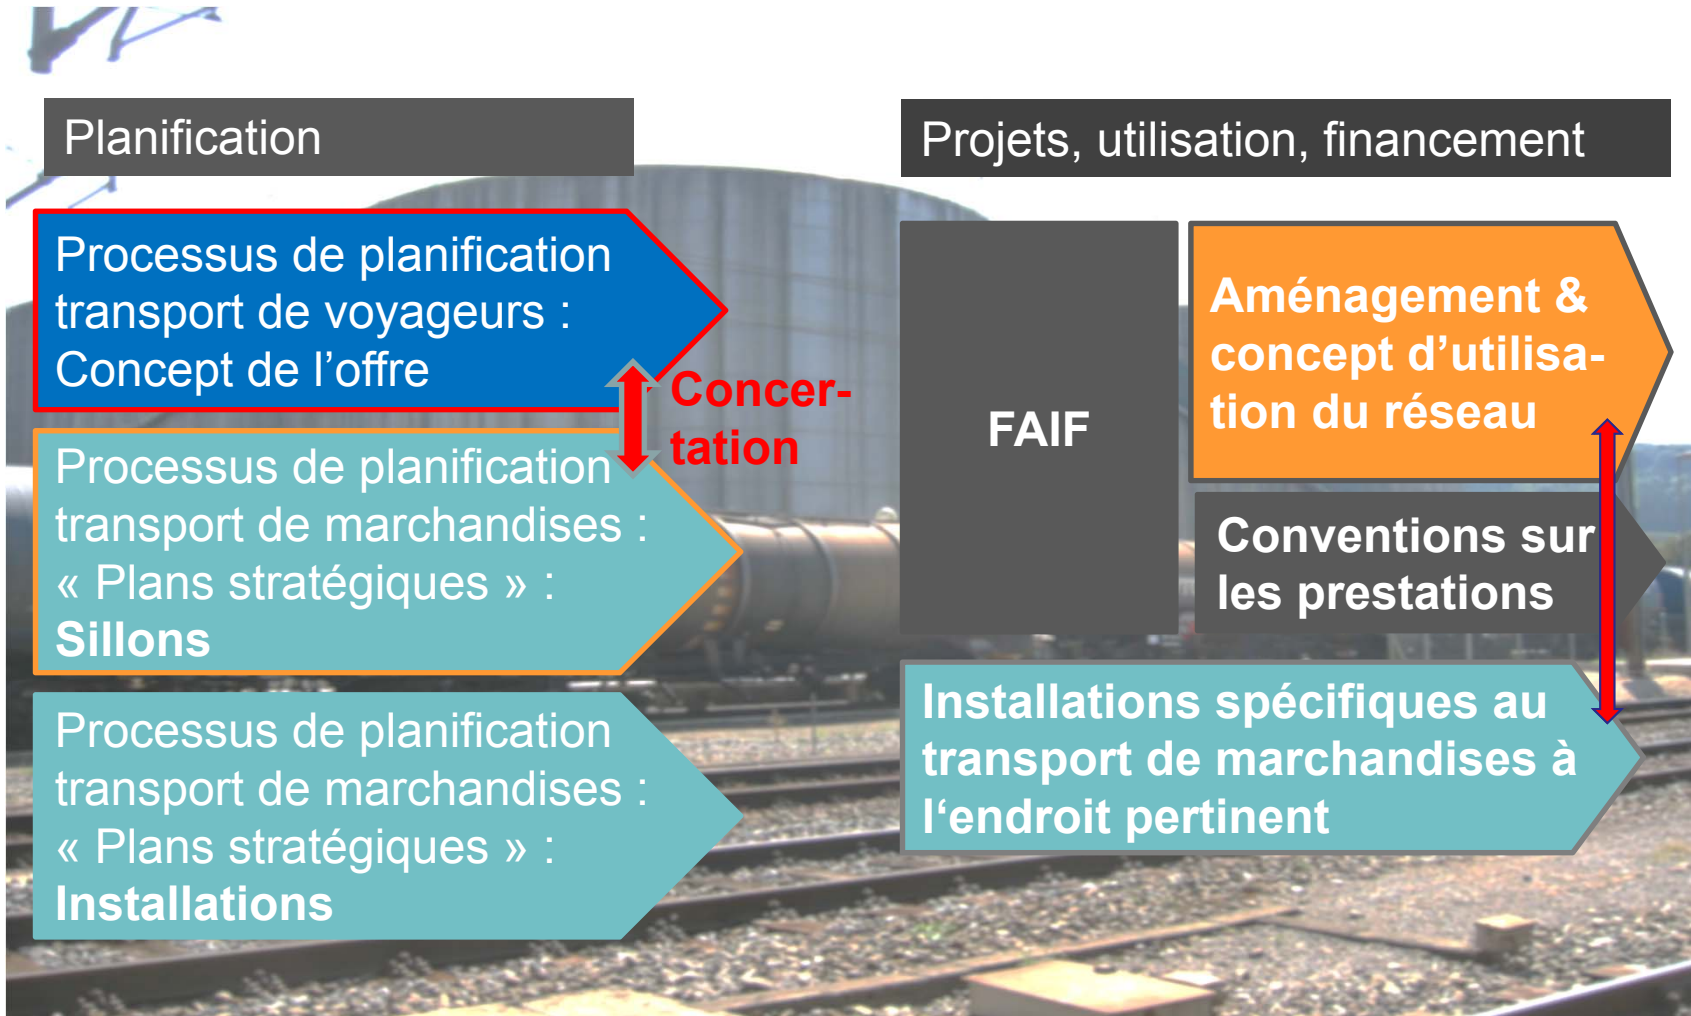 Planification
Processus de planification
transport de voyageurs :
Concept de l’offre
Concer-
tation
Processus de planification
transport de marchandises :
« Plans stratégiques » :
Sillons
Processus de planification
transport de marchandises :
« Plans stratégiques » :
Installations
Projets, utilisation, financement
FAIF
Aménagement &
concept d’utilisa-
tion du réseau
Conventions sur
les prestations
Installations spécifiques au
transport de marchandises à
l‘endroit pertinent